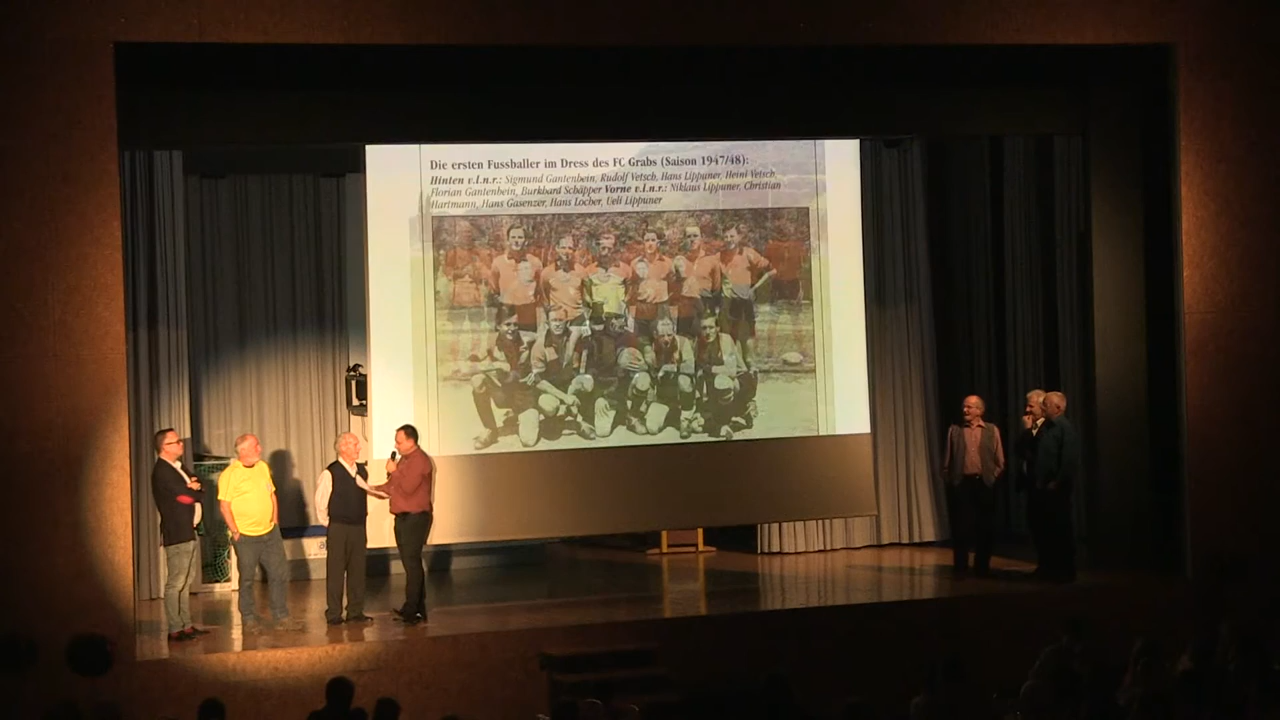 Die ersten Fussballer im Dress des FC Grabs (Saison 1947/48):
Hinten v.l.n.r.: Sigmund Gantenbein, Rudolf Vetsch, Hans Lippuner, Heini Vetsch,
Florian Gantenbein, Burkhard Schäpper Vorne v.l.n.r.: Niklaus Lippuner, Christian
Hartmann, Hans Gasenzer, Hans Locher, Ueli Lippuner